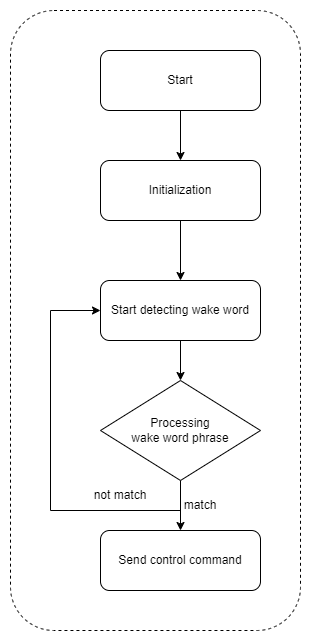 Start
Initialization
Start detecting wake word
Processing
wake word phrase
not match
match
Send control command